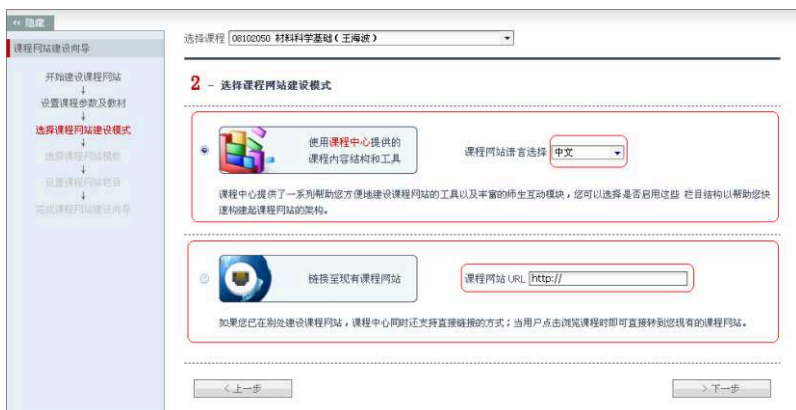 << 隐藏
课程网站建设向导
开始建设课程网站
↓
设置课程参数及教材
↓
选择课程网站建设模式
↓
选择课程网站模板
↓
设置课程网站栏目
↓
完成课程网站建设向导
选择课程 08102050 材料科学基础（王海波）
2 - 选择课程网站建设模式
使用课程中心提供的
课程内容结构和工具
课程网站语言选择 中文
课程中心提供了一系列帮助您方便地建设课程网站的工具以及丰富的师生互动模块，您可以选择是否启用这些 栏目结构以帮助您快
速构建起课程网站的架构。
链接至现有课程网站
课程网站 URL http://
如果您已在别处建设课程网站，课程中心同时还支持直接链接的方式；当用户点击浏览课程时即可直接转到您现有的课程网站。
< 上一步
> 下一步